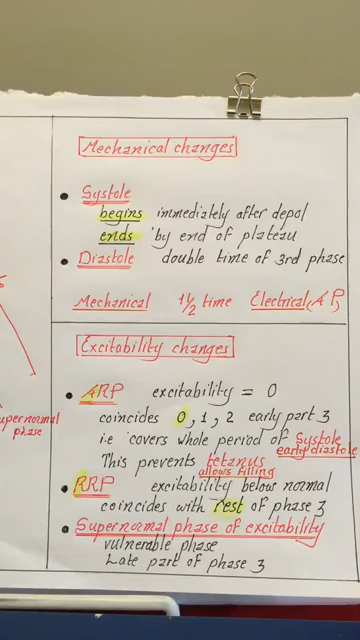 Mechanical changes
• Systole
begins immediately after depol
ends by end of plateau
• Diastole double time of 3rd phase
Mechanical 1 1/2 time Electrical (AP)
Excitability changes
• ARP excitability = 0
coincides 0, 1, 2 early part 3
i.e covers whole period of Systole
early diastole
This prevents tetanus
allows filling
• RRP excitability below normal
coincides with rest of phase 3
• Supernormal phase of excitability
vulnerable phase
Late part of phase 3
supernormal
phase